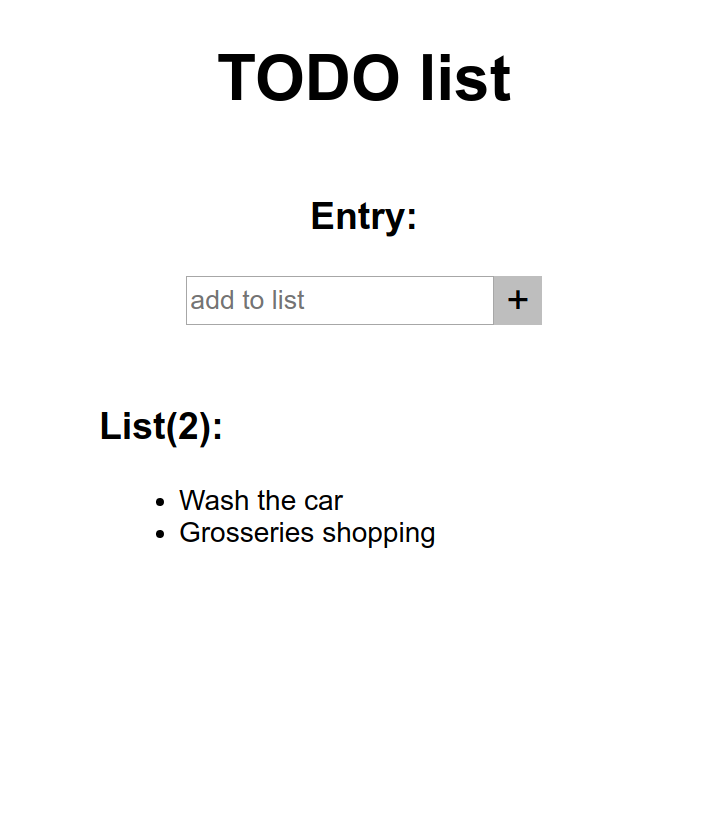 TODO list
Entry:
add to list +
List(2):
• Wash the car
• Grosseries shopping